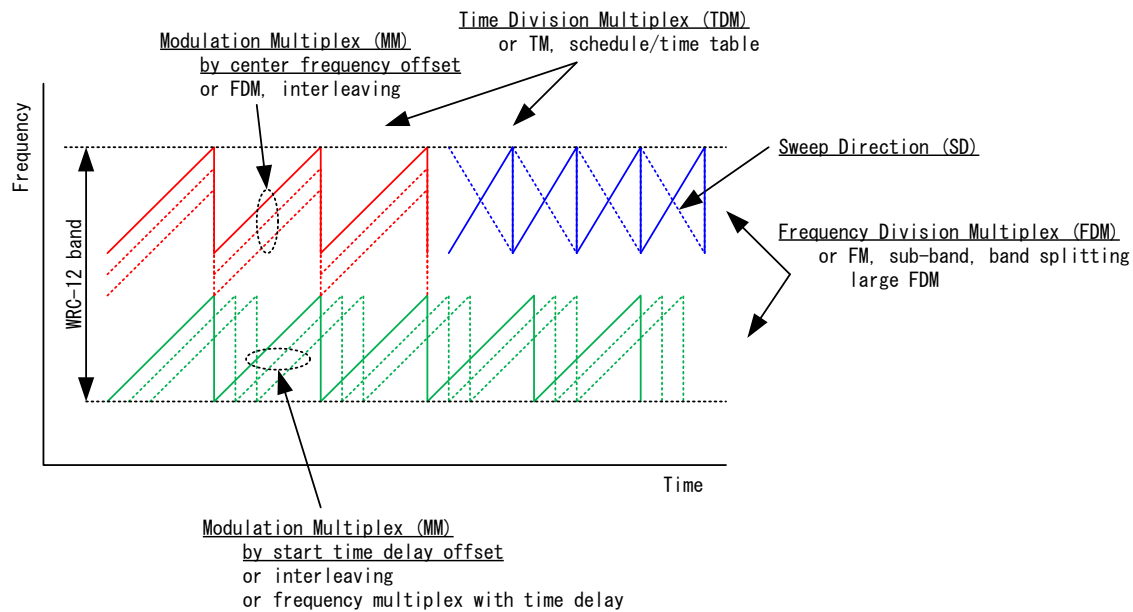 Time Division Multiplex (TDM)
or TM, schedule/time table
Modulation Multiplex (MM)
by center frequency offset
or FDM, interleaving
Frequency
Sweep Direction (SD)
Frequency Division Multiplex (FDM)
or FM, sub-band, band splitting
large FDM
WRC-12 band
Time
Modulation Multiplex (MM)
by start time delay offset
or interleaving
or frequency multiplex with time delay